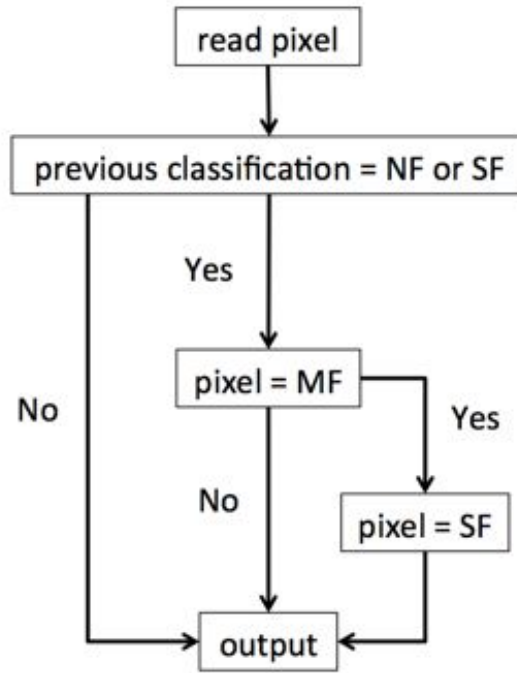 read pixel
previous classification = NF or SF
Yes
pixel = MF
No
Yes
No
pixel = SF
output